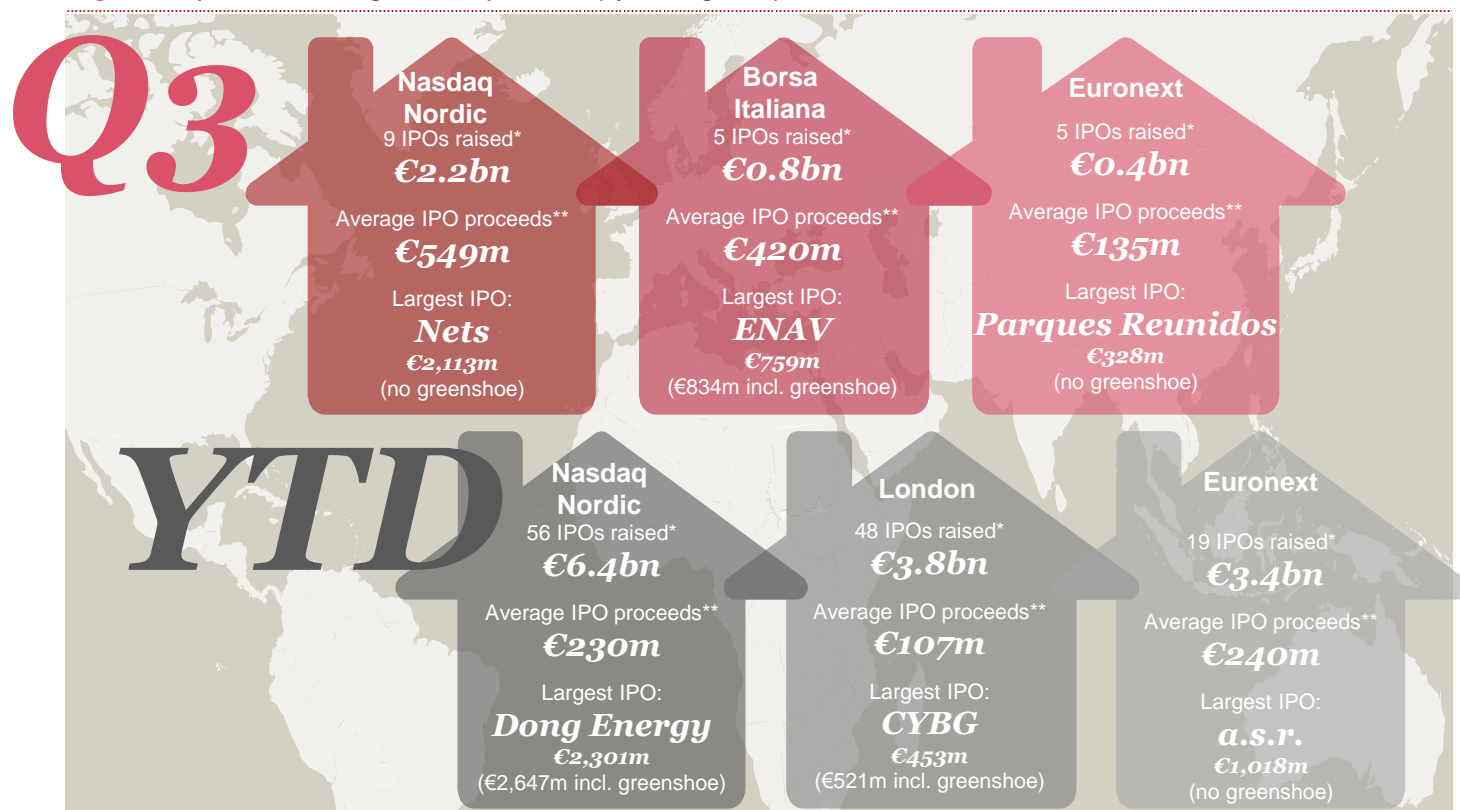 Q3
Nasdaq
Nordic
9 IPOs raised*
€2.2bn
Average IPO proceeds**
€549m
Largest IPO:
Nets
€2,113m
(no greenshoe)
Borsa
Italiana
5 IPOs raised*
€0.8bn
Average IPO proceeds**
€420m
Largest IPO:
ENAV
€759m
(€834m incl. greenshoe)
Euronext
5 IPOs raised*
€0.4bn
Average IPO proceeds**
€135m
Largest IPO:
Parques Reunidos
€328m
(no greenshoe)
YTD
Nasdaq
Nordic
56 IPOs raised*
€6.4bn
Average IPO proceeds**
€230m
Largest IPO:
Dong Energy
€2,301m
(€2,647m incl. greenshoe)
London
48 IPOs raised*
€3.8bn
Average IPO proceeds**
€107m
Largest IPO:
CYBG
€453m
(€521m incl. greenshoe)
Euronext
19 IPOs raised*
€3.4bn
Average IPO proceeds**
€240m
Largest IPO:
a.s.r.
€1,018m
(no greenshoe)